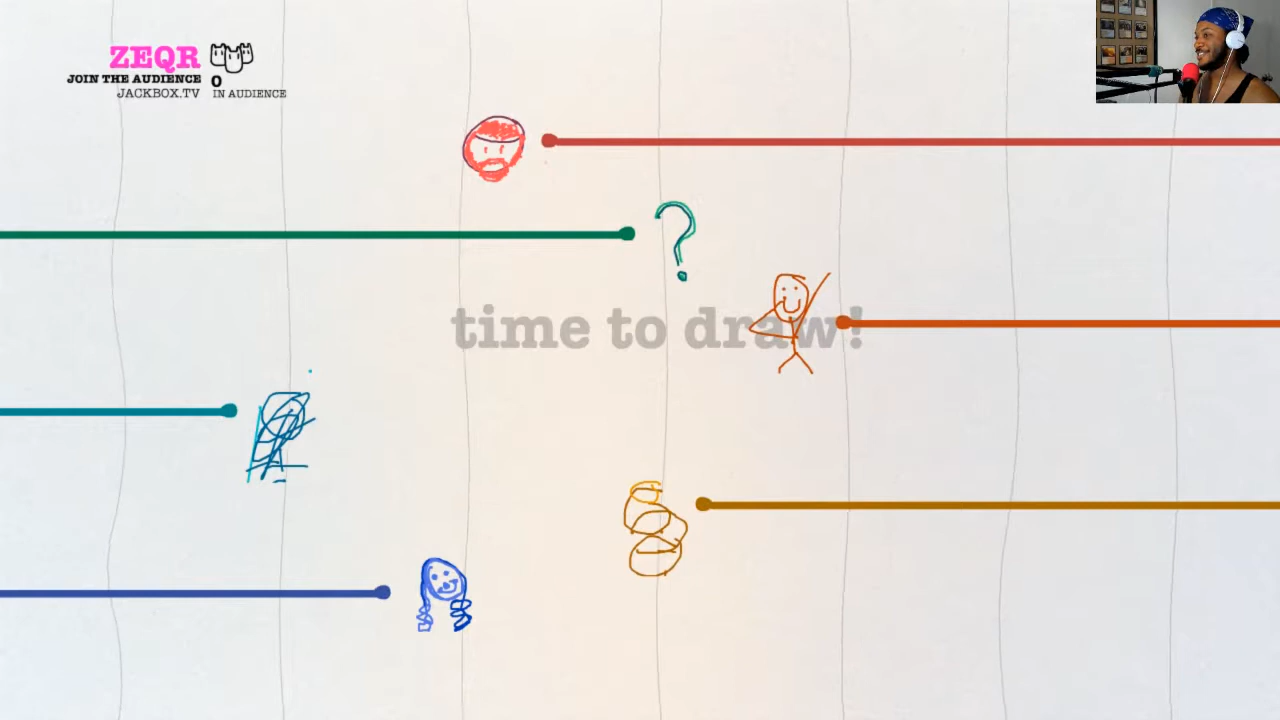 ZEQR
JOIN THE AUDIENCE
JACKBOX.TV
0
IN AUDIENCE
?
time to draw!